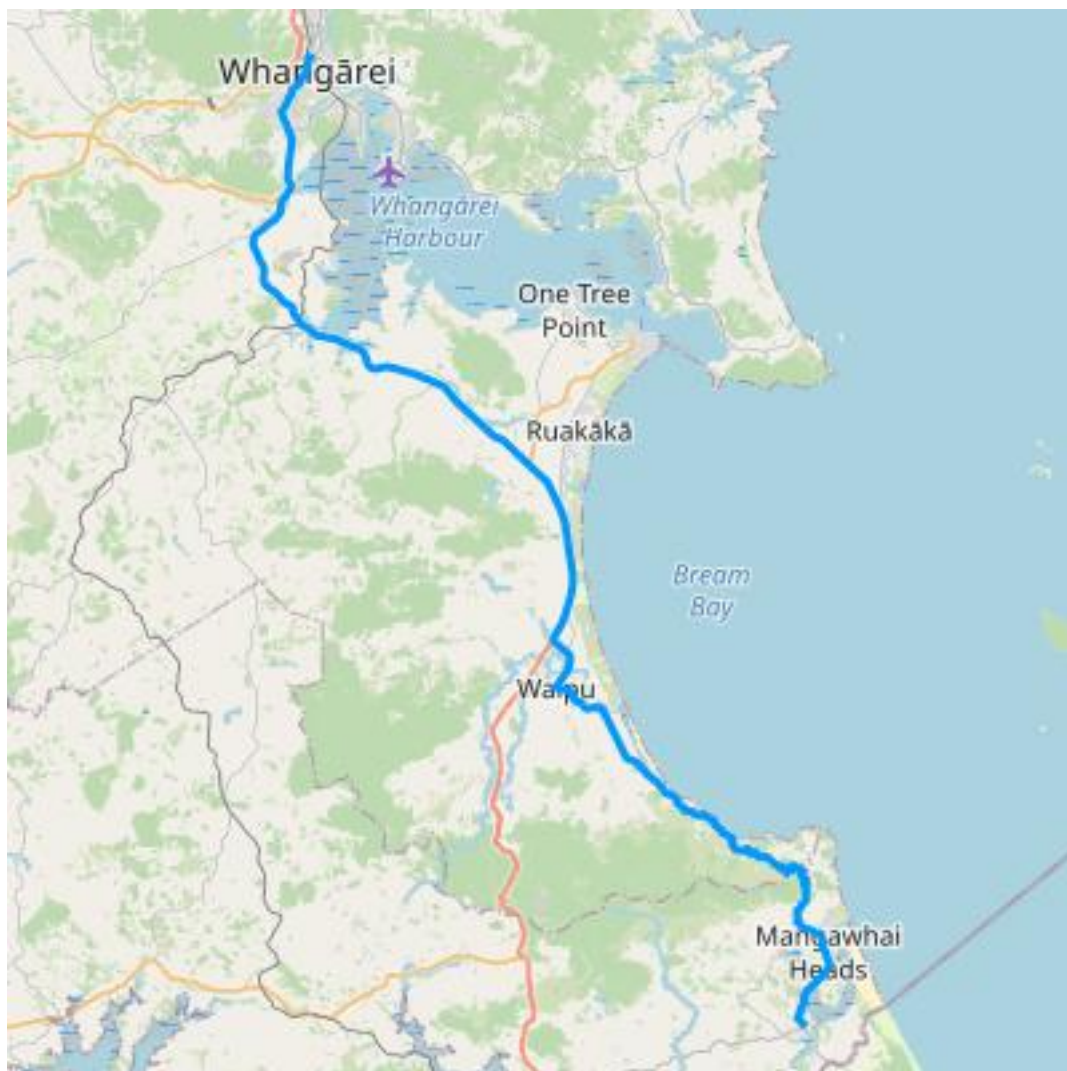 Whangārei
Whangārei
Harbour
One Tree
Point
Ruakākā
Bream
Bay
Waipu
Mangawhai
Heads